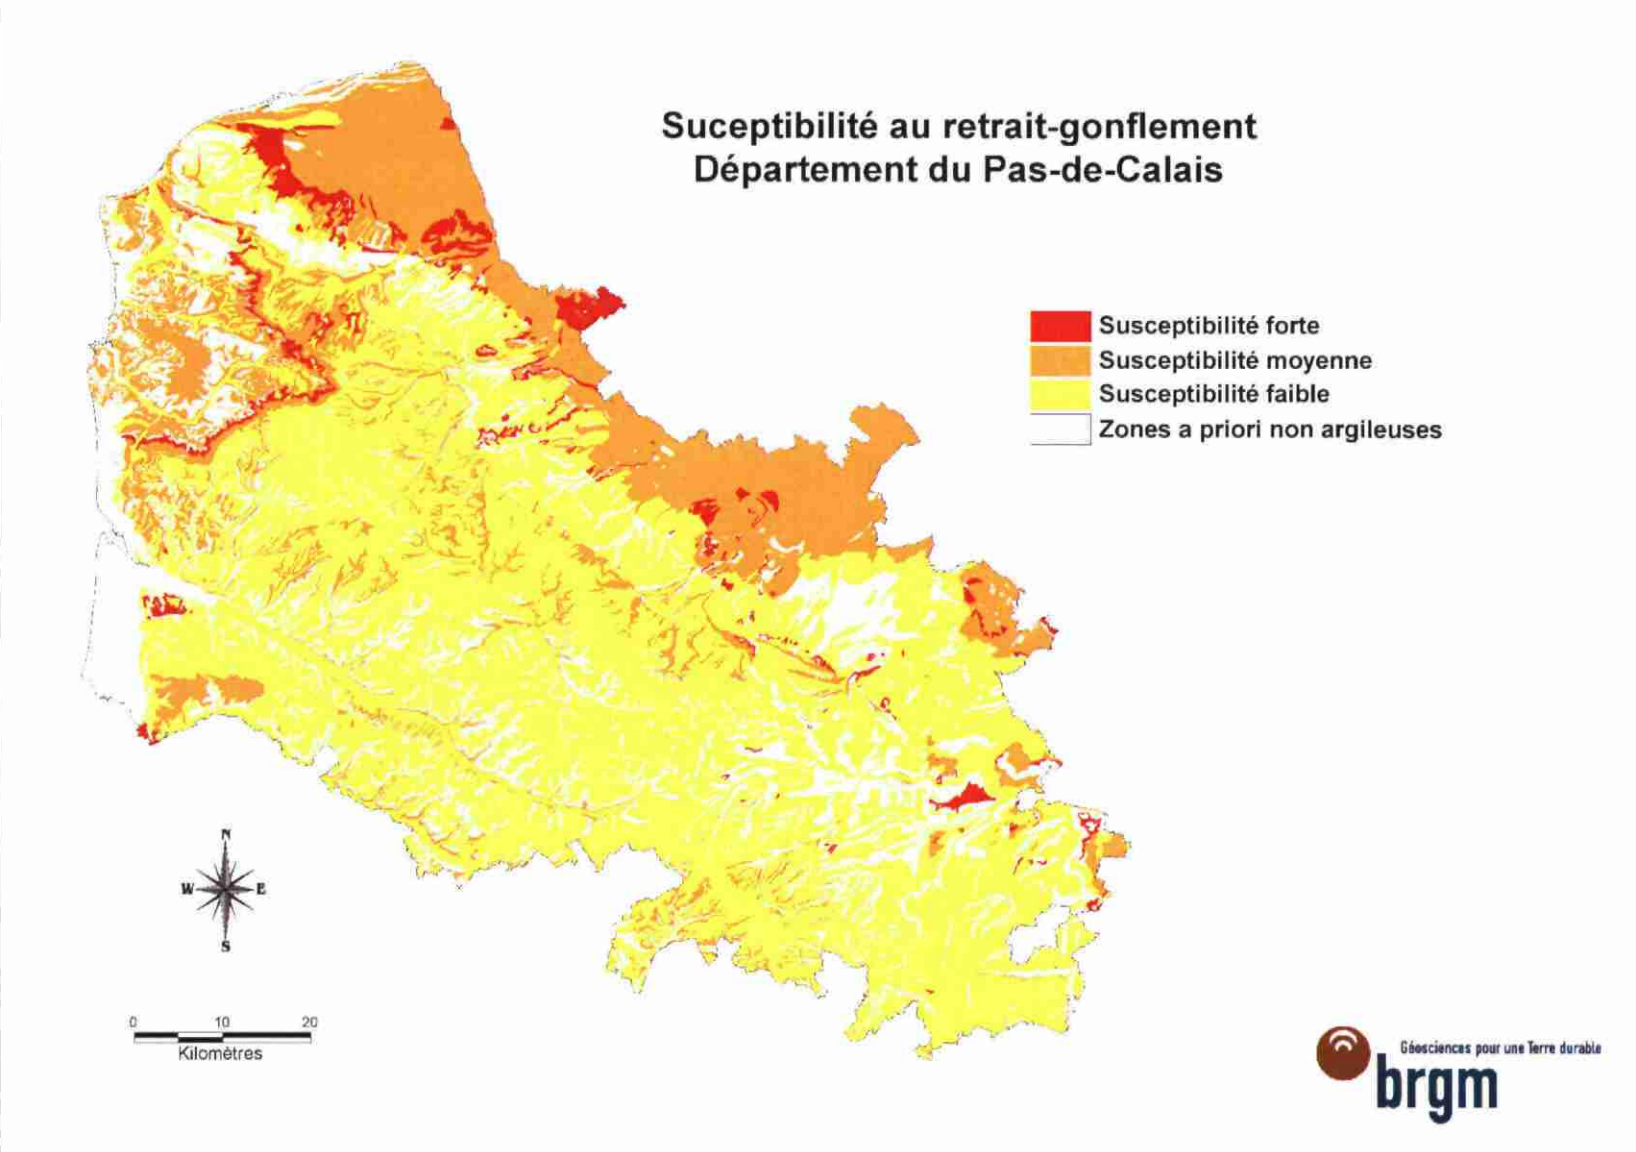 Suceptibilité au retrait-gonflement
Département du Pas-de-Calais
Susceptibilité forte
Susceptibilité moyenne
Susceptibilité faible
Zones a priori non argileuses
N
W E
S
0 10 20
Kilomètres
Géosciences pour une Terre durable
brgm